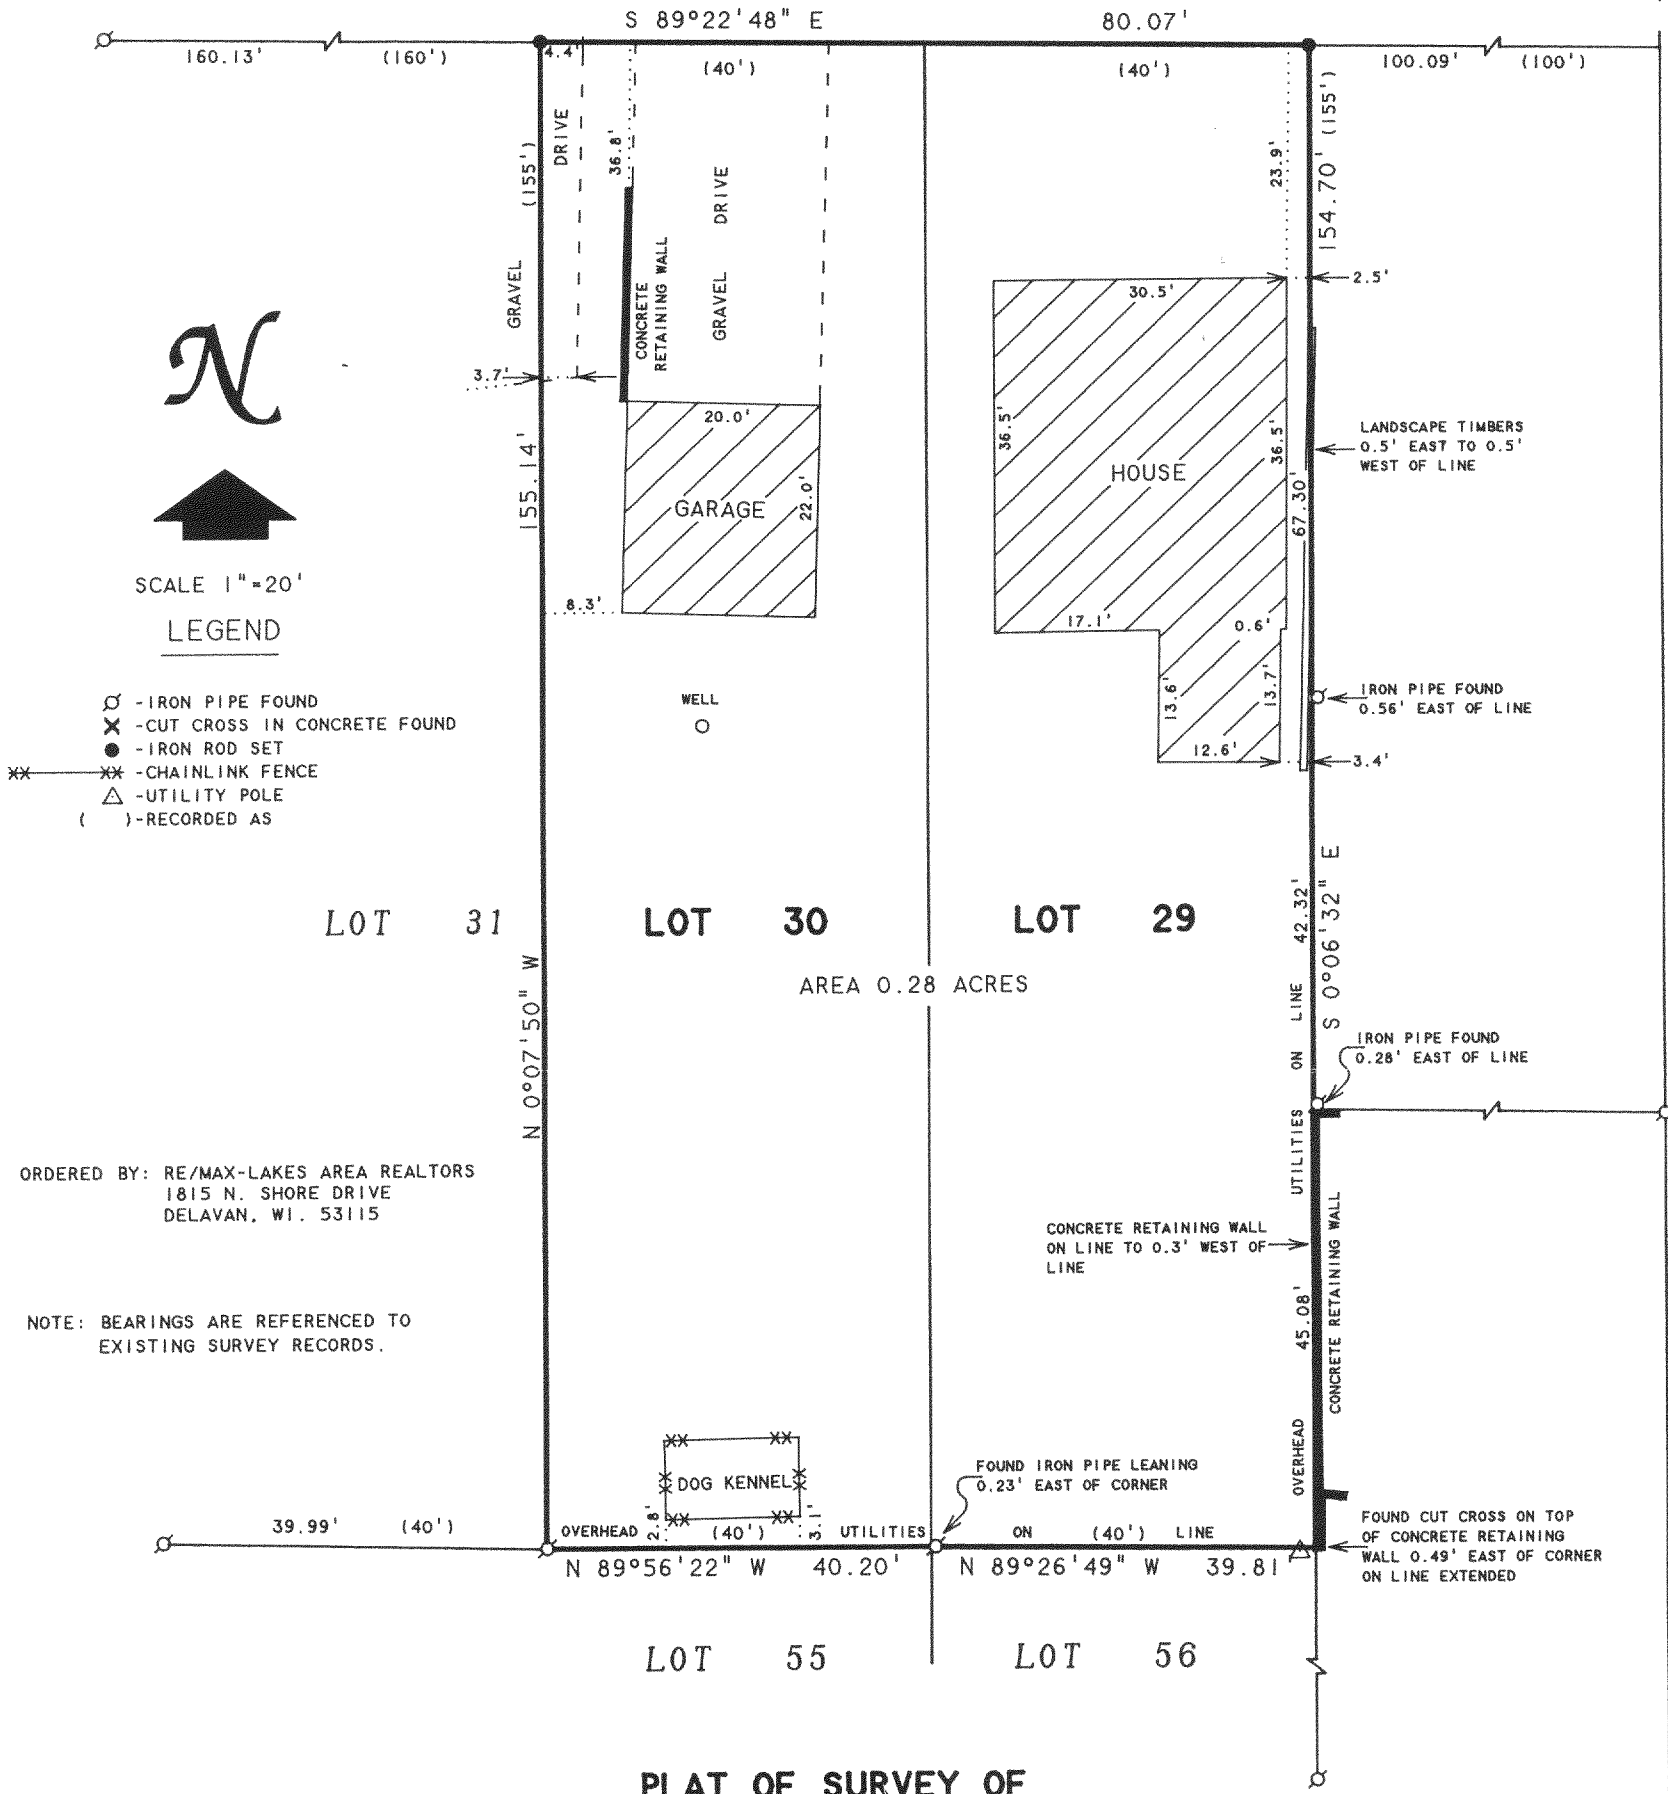 S 89°22'48" E 80.07'
160.13' (160') 4.4' (40') (40') 100.09' (100')
GRAVEL DRIVE
(155')
36.8'
CONCRETE
RETAINING WALL
GRAVEL DRIVE
23.9'
154.70' (155')
30.5'
2.5'
N
3.7'
20.0'
155.14'
36.5'
36.5'
HOUSE
67.30'
LANDSCAPE TIMBERS
0.5' EAST TO 0.5'
WEST OF LINE
GARAGE
22.0'
SCALE 1"=20'
8.3'
17.1'
0.6'
LEGEND
-IRON PIPE FOUND
-CUT CROSS IN CONCRETE FOUND
-IRON ROD SET
-CHAINLINK FENCE
-UTILITY POLE
( )-RECORDED AS
WELL
13.6'
13.7'
IRON PIPE FOUND
0.56' EAST OF LINE
12.6'
3.4'
LOT 31
LOT 30
LOT 29
42.32'
S 0°06'32" E
AREA 0.28 ACRES
N 0°07'50" W
IRON PIPE FOUND
0.28' EAST OF LINE
OVERHEAD UTILITIES ON LINE
ORDERED BY: RE/MAX-LAKES AREA REALTORS
1815 N. SHORE DRIVE
DELAVAN, WI. 53115
CONCRETE RETAINING WALL
ON LINE TO 0.3' WEST OF
LINE
CONCRETE RETAINING WALL
45.08'
NOTE: BEARINGS ARE REFERENCED TO
EXISTING SURVEY RECORDS.
DOG KENNEL
FOUND IRON PIPE LEANING
0.23' EAST OF CORNER
2.8'
3.1'
39.99' (40')
OVERHEAD (40') UTILITIES ON (40') LINE
FOUND CUT CROSS ON TOP
OF CONCRETE RETAINING
WALL 0.49' EAST OF CORNER
ON LINE EXTENDED
N 89°56'22" W 40.20' N 89°26'49" W 39.81
LOT 55
LOT 56
PLAT OF SURVEY OF